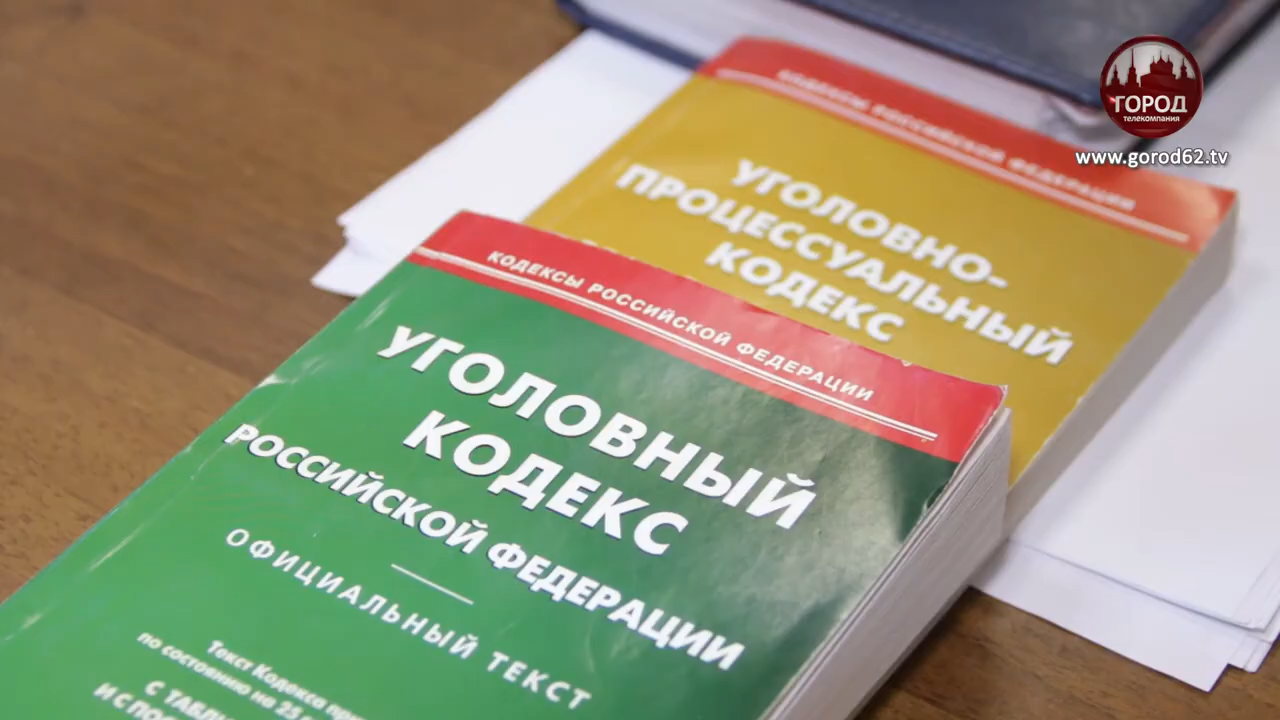 ГОРОД
телекомпания
www.gorod62.tv
КОДЕКСЫ РОССИЙСКОЙ ФЕДЕРАЦИИ
УГОЛОВНО-
ПРОЦЕССУАЛЬНЫЙ
КОДЕКС
КОДЕКСЫ РОССИЙСКОЙ ФЕДЕРАЦИИ
УГОЛОВНЫЙ
КОДЕКС
РОССИЙСКОЙ ФЕДЕРАЦИИ
ОФИЦИАЛЬНЫЙ ТЕКСТ
Текст Кодекса
по состоянию на 25
С
И С